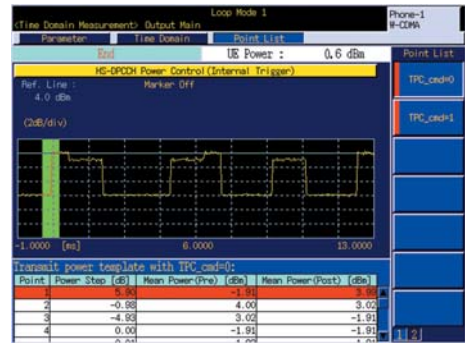 Loop Mode 1
Phone-1
W-CDMA
<Time Domain Measurement> Output Main
Parameter Time Domain Point List
End UE Power : 0.6 dBm Point List
HS-DPCCH Power Control (Internal Trigger)
Ref. Line : Marker Off
4.0 dBm
(2dB/div)
TPC_cmd=0
TPC_cmd=1
-1.0000 [ms] 6.0000 13.0000
Transmit power template with TPC_cmd=0:
Point Power Step [dB] Mean Power(Pre) [dBm] Mean Power(Post) [dBm]
1 5.90 -1.91 3.99
2 -0.98 4.00 3.02
3 -4.93 3.02 -1.91
4 0.00 -1.91 -1.91
1 2